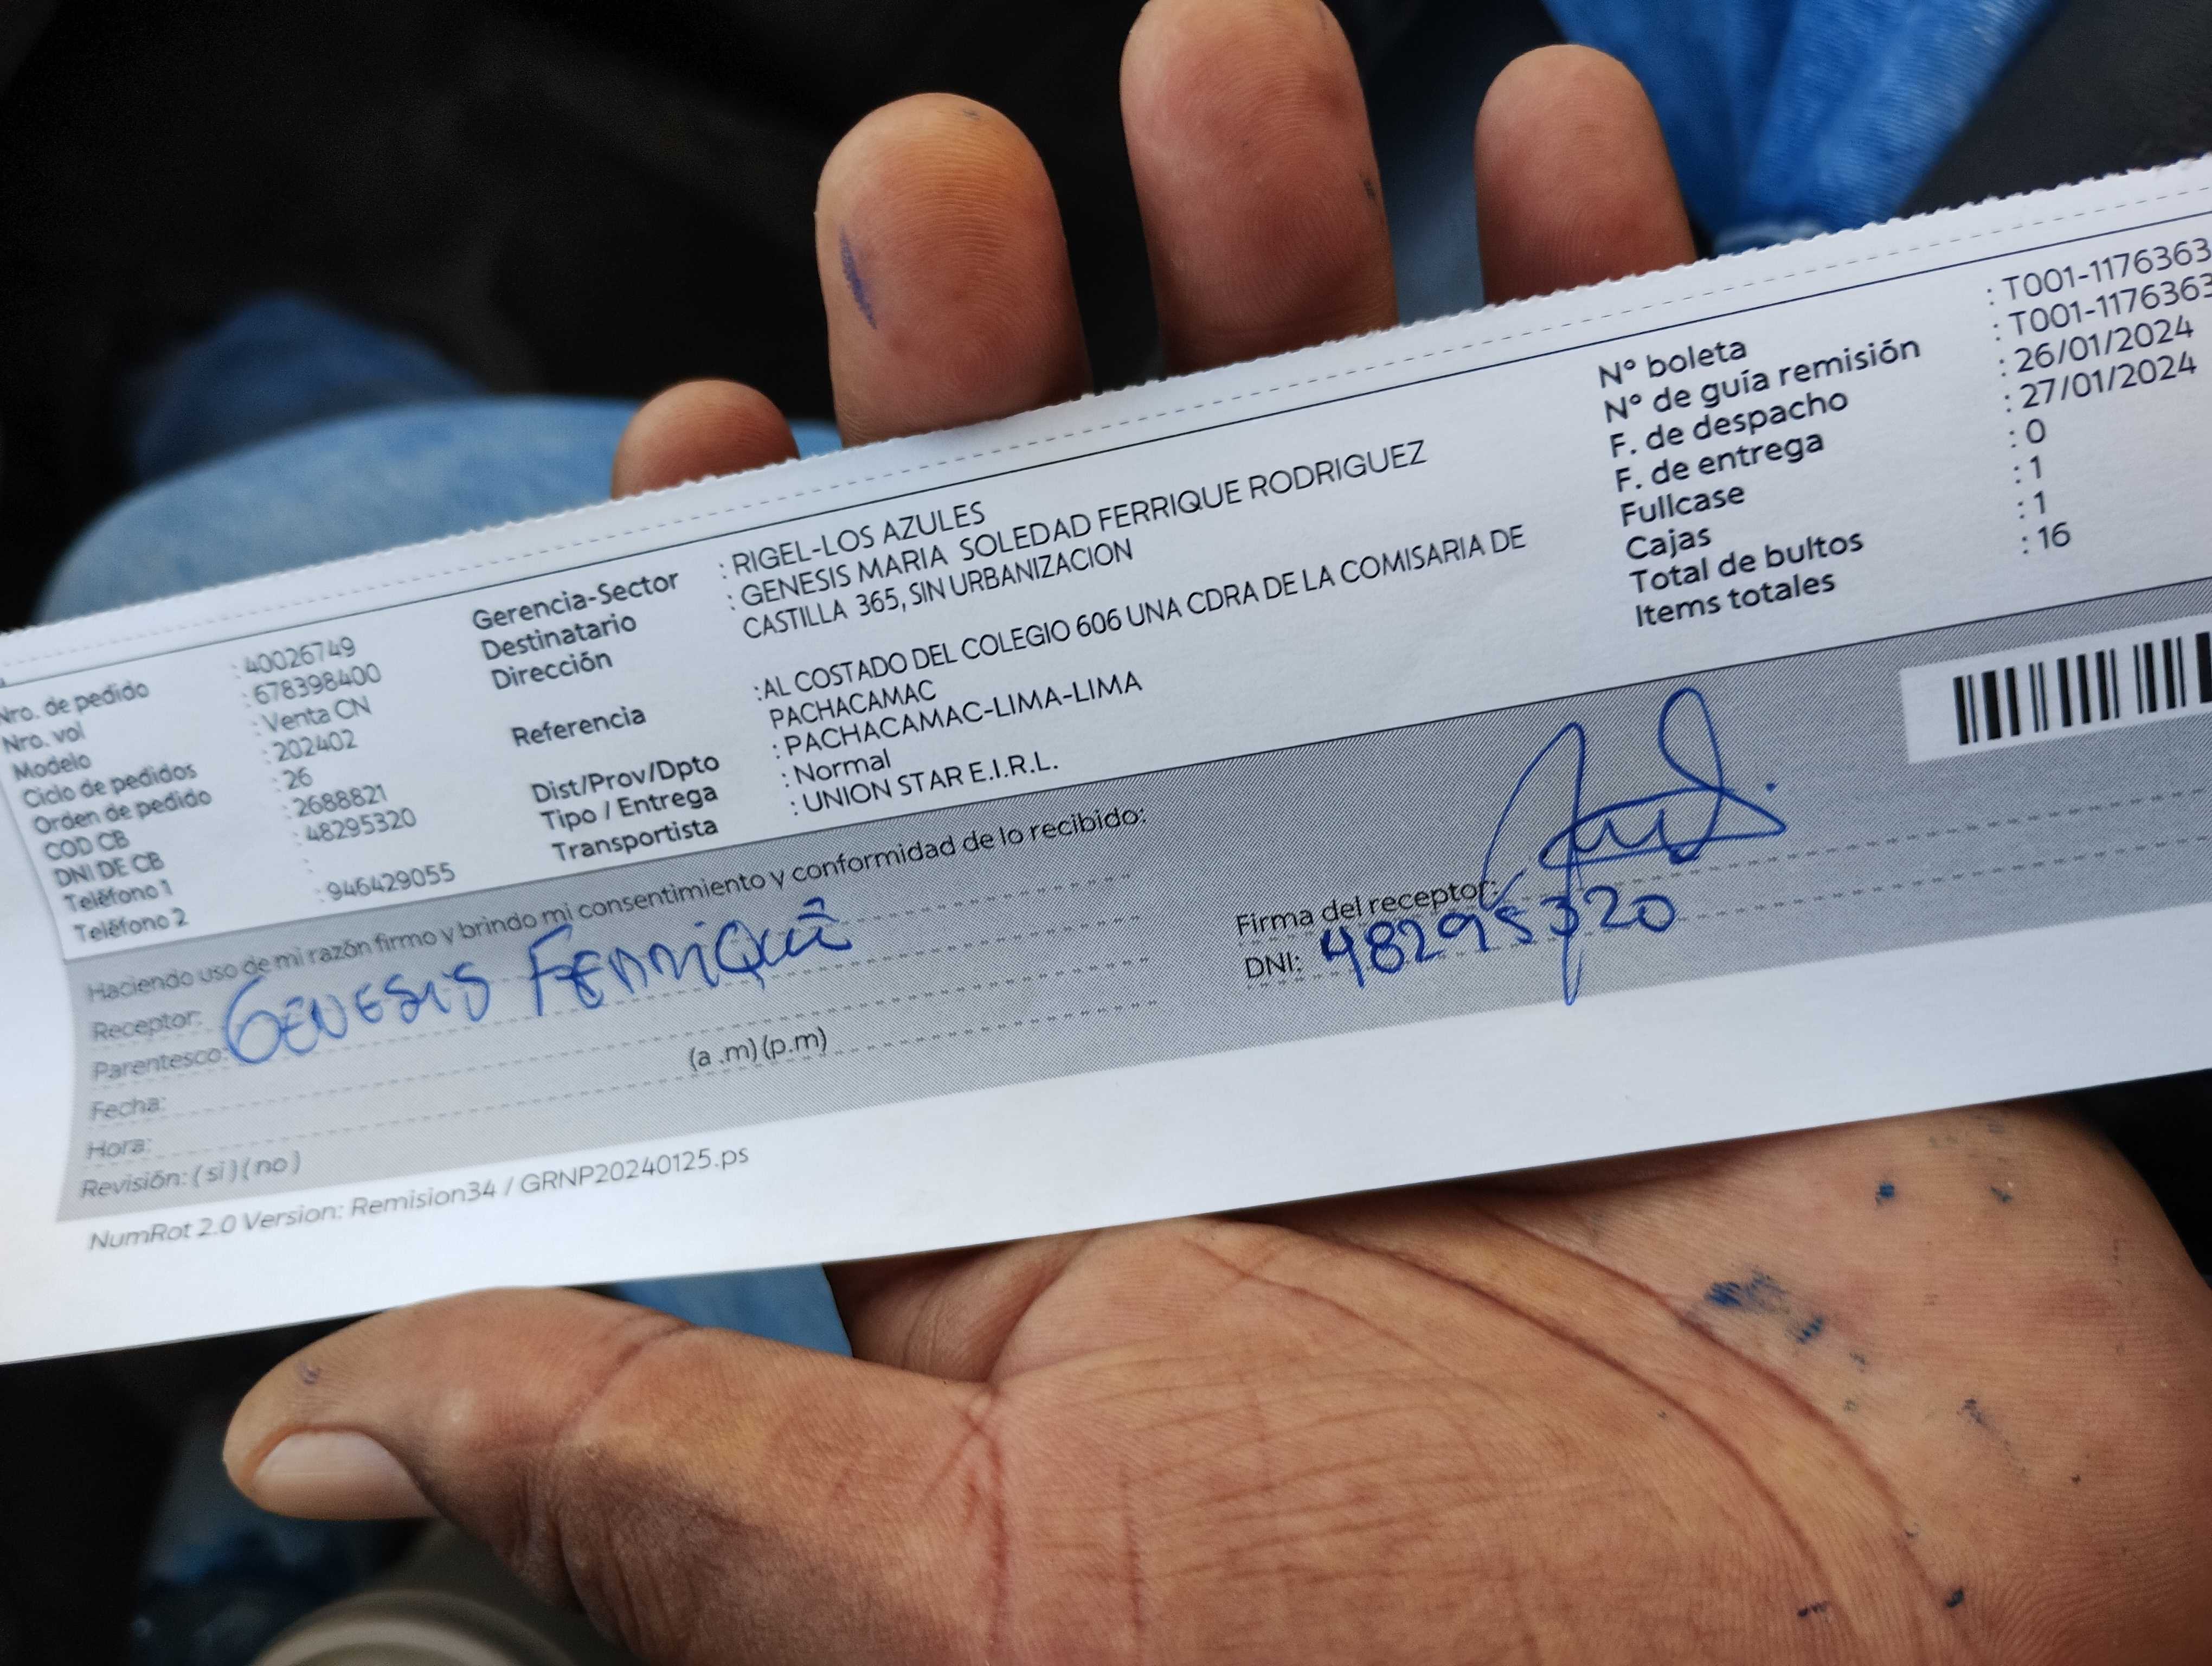 Nro. de pedido : 40026749
Nro. vol : 678398400
Modelo : Venta CN
Ciclo de pedidos : 202402
Orden de pedido : 26
COD CB : 2688821
DNI DE CB : 48295320
Teléfono 1 :
Teléfono 2 : 946429055
Gerencia-Sector : RIGEL-LOS AZULES
Destinatario : GENESIS MARIA SOLEDAD FERRIQUE RODRIGUEZ
Dirección CASTILLA 365, SIN URBANIZACION
Referencia :AL COSTADO DEL COLEGIO 606 UNA CDRA DE LA COMISARIA DE
PACHACAMAC
Dist/Prov/Dpto : PACHACAMAC-LIMA-LIMA
Tipo / Entrega : Normal
Transportista : UNION STAR E.I.R.L.
N° boleta : T001-1176363
N° de guía remisión : T001-1176363
F. de despacho : 26/01/2024
F. de entrega : 27/01/2024
Fullcase : 0
Cajas : 1
Total de bultos : 1
Items totales : 16
Haciendo uso de mi razón firmo y brindo mi consentimiento y conformidad de lo recibido:
Receptor: GENESIS FERRIQUE
Parentesco:
Fecha:
Hora: (a .m) (p.m)
Revisión: ( si ) ( no )
Firma del receptor:
DNI: 48295320
NumRot 2.0 Version: Remision34 / GRNP20240125.ps